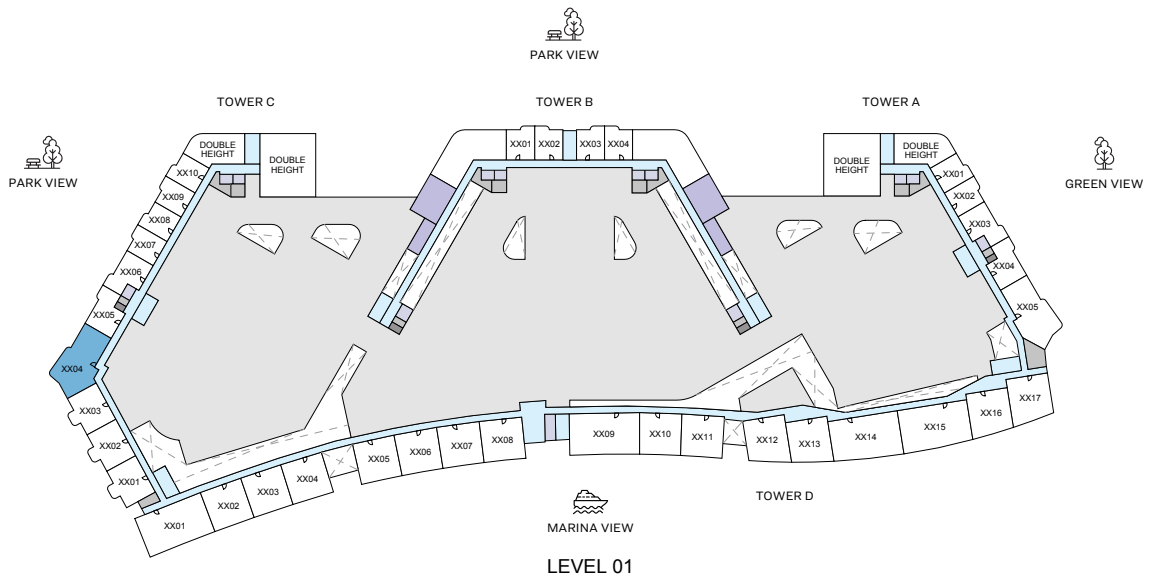 PARK VIEW
TOWER C
TOWER B
TOWER A
PARK VIEW
GREEN VIEW
DOUBLE
HEIGHT
DOUBLE
HEIGHT
XX10
XX09
XX08
XX07
XX06
XX05
XX04
XX03
XX02
XX01
XX01
XX02
XX03
XX04
DOUBLE
HEIGHT
DOUBLE
HEIGHT
XX01
XX02
XX03
XX04
XX05
XX01
XX02
XX03
XX04
XX05
XX06
XX07
XX08
XX09
XX10
XX11
XX12
XX13
XX14
XX15
XX16
XX17
TOWER D
MARINA VIEW
LEVEL 01